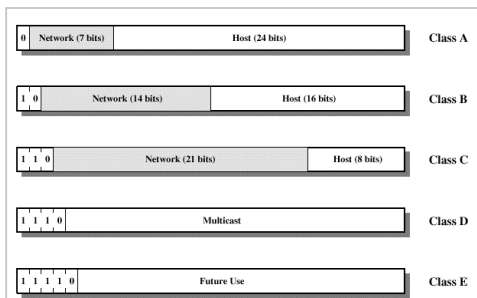 0 Network (7 bits) Host (24 bits) Class A
1 0 Network (14 bits) Host (16 bits) Class B
1 1 0 Network (21 bits) Host (8 bits) Class C
1 1 1 0 Multicast Class D
1 1 1 1 0 Future Use Class E